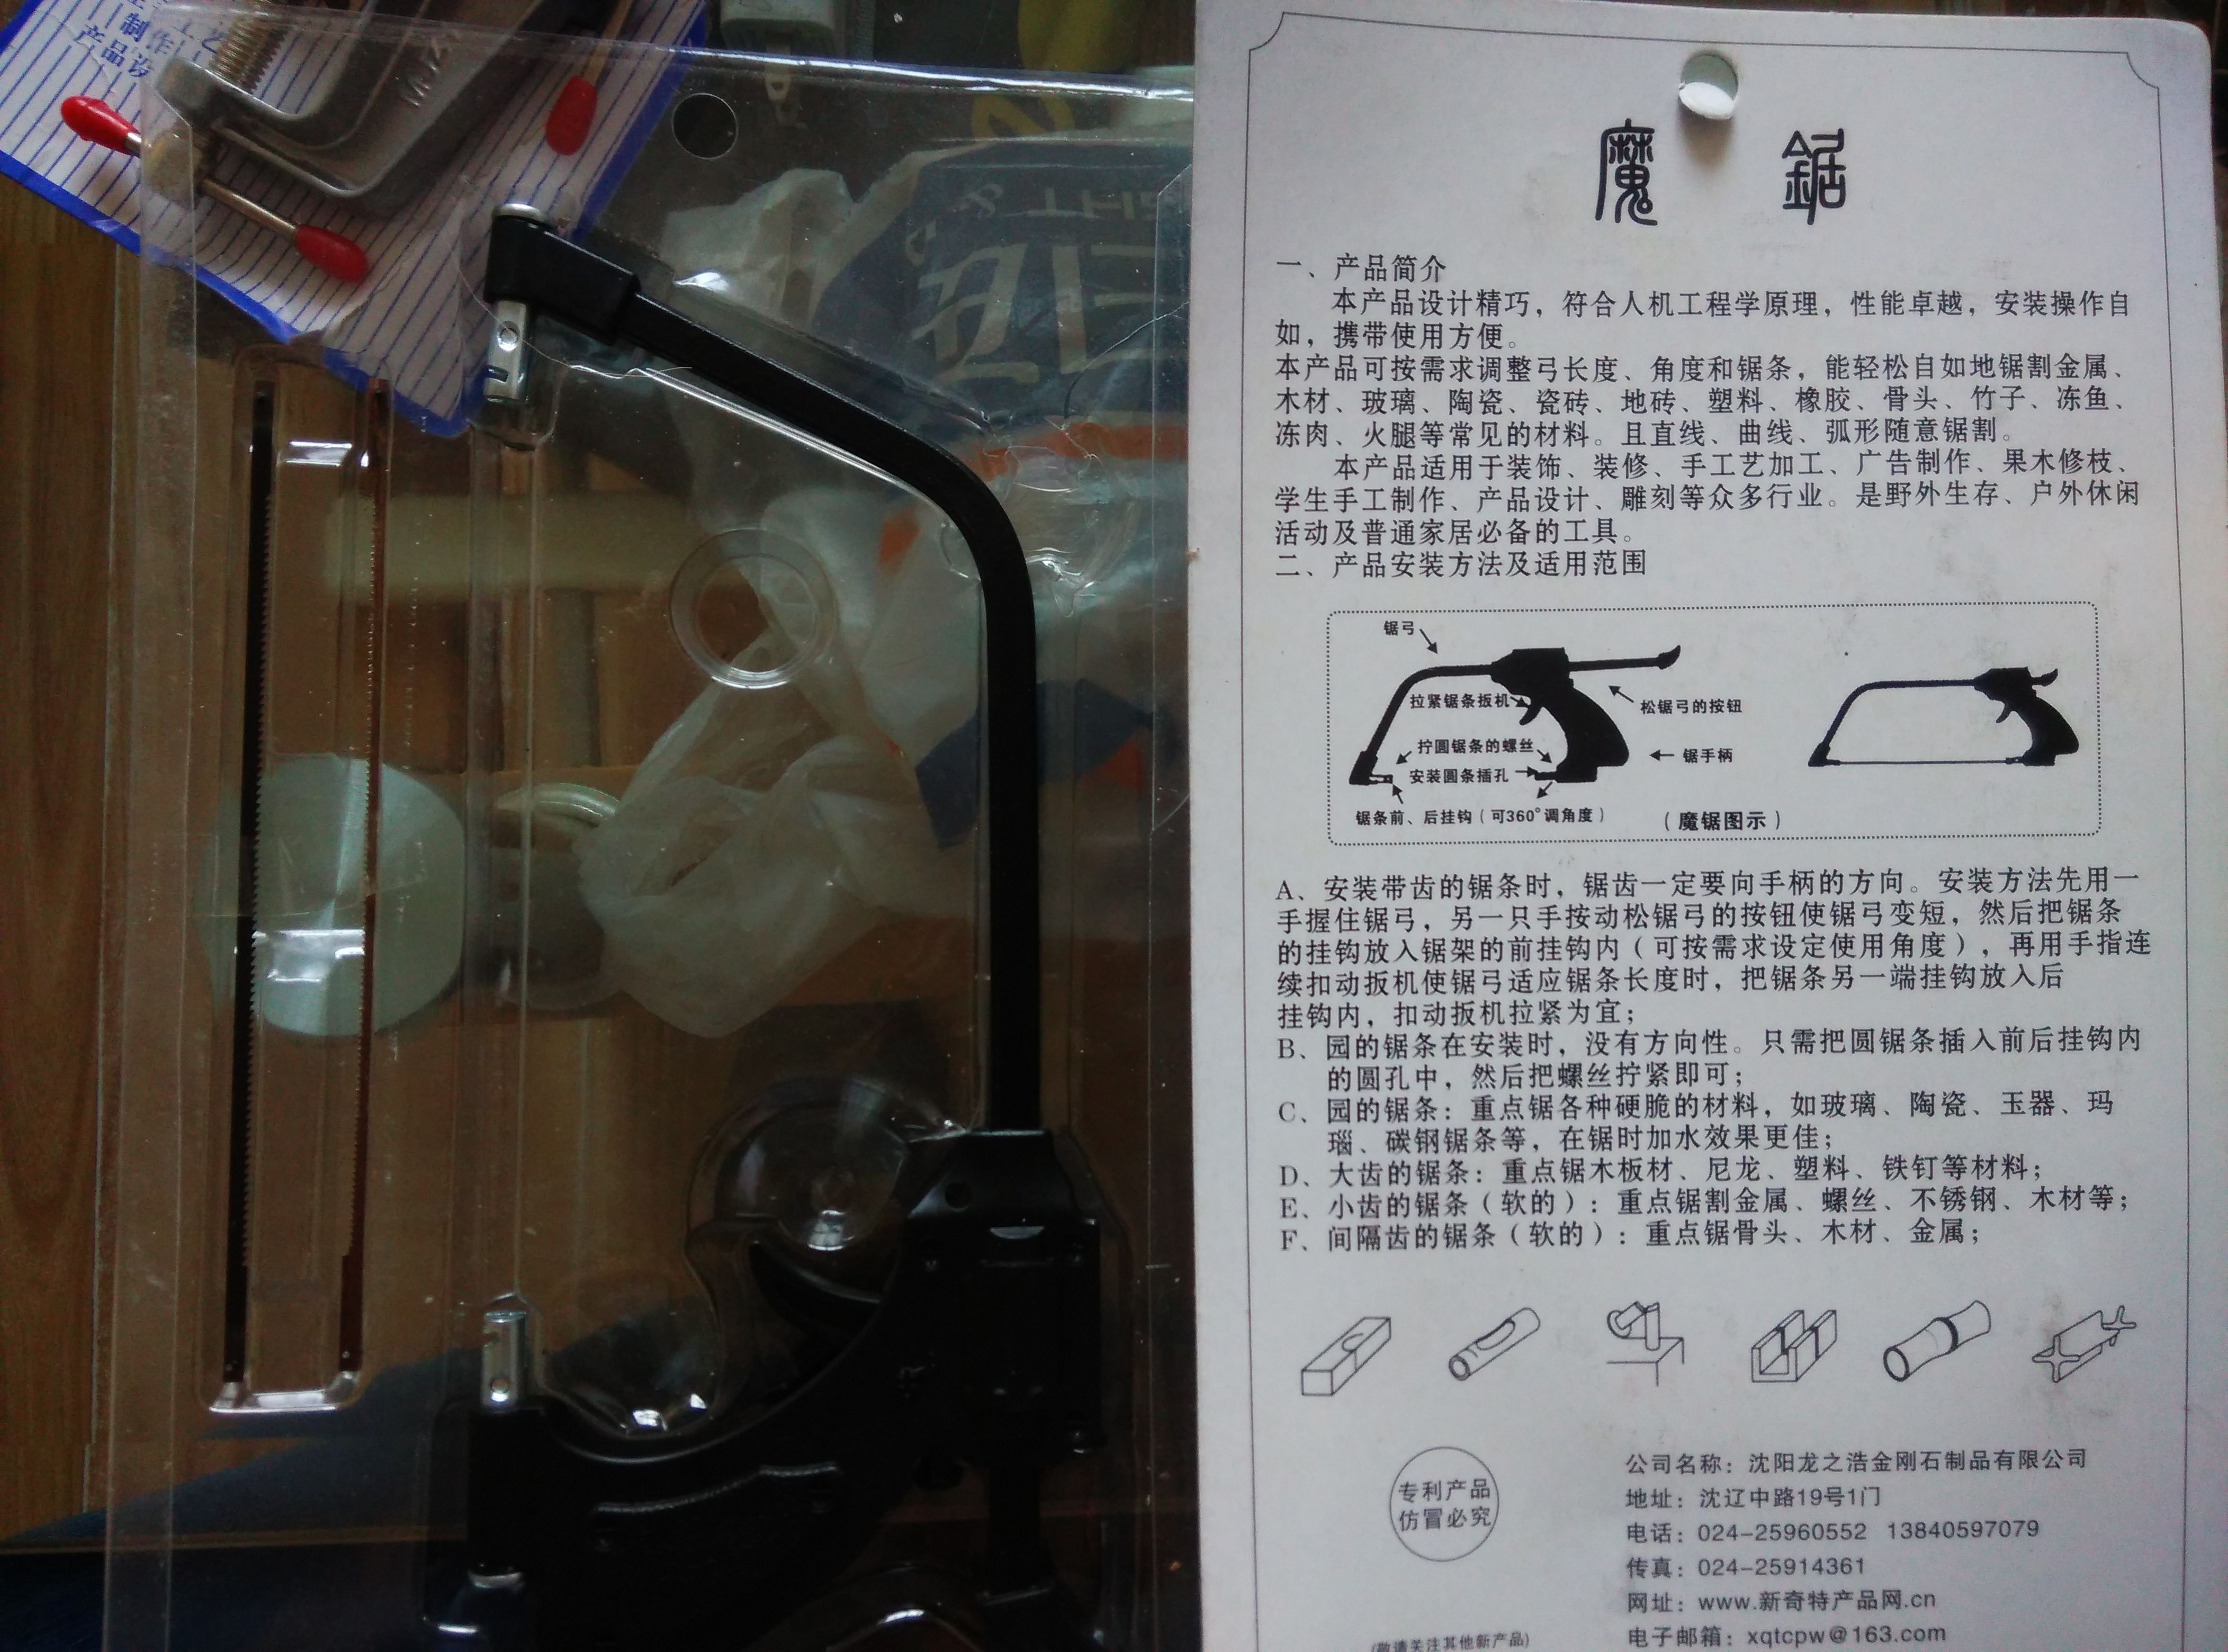 制作工艺
产品设
魔 鋸
一、产品简介
本产品设计精巧，符合人机工程学原理，性能卓越，安装操作自
如，携带使用方便。
本产品可按需求调整弓长度、角度和锯条，能轻松自如地锯割金属、
木材、玻璃、陶瓷、瓷砖、地砖、塑料、橡胶、骨头、竹子、冻鱼、
冻肉、火腿等常见的材料。且直线、曲线、弧形随意锯割。
本产品适用于装饰、装修、手工艺加工、广告制作、果木修枝、
学生手工制作、产品设计、雕刻等众多行业。是野外生存、户外休闲
活动及普通家居必备的工具。
二、产品安装方法及适用范围
锯弓
拉紧锯条扳机
松锯弓的按钮
拧圆锯条的螺丝
锯手柄
安装圆条插孔
锯条前、后挂钩（可360°调角度）
（魔锯图示）
A、安装带齿的锯条时，锯齿一定要向手柄的方向。安装方法先用一
手握住锯弓，另一只手按动松锯弓的按钮使锯弓变短，然后把锯条
的挂钩放入锯架的前挂钩内（可按需求设定使用角度），再用手指连
续扣动扳机使锯弓适应锯条长度时，把锯条另一端挂钩放入后
挂钩内，扣动扳机拉紧为宜；
B、园的锯条在安装时，没有方向性。只需把圆锯条插入前后挂钩内
的圆孔中，然后把螺丝拧紧即可；
C、园的锯条：重点锯各种硬脆的材料，如玻璃、陶瓷、玉器、玛
瑙、碳钢锯条等，在锯时加水效果更佳；
D、大齿的锯条：重点锯木板材、尼龙、塑料、铁钉等材料；
E、小齿的锯条（软的）：重点锯割金属、螺丝、不锈钢、木材等；
F、间隔齿的锯条（软的）：重点锯骨头、木材、金属；
专利产品
仿冒必究
公司名称：沈阳龙之浩金刚石制品有限公司
地址：沈辽中路19号1门
电话：024-25960552 13840597079
传真：024-25914361
网址：www.新奇特产品网.cn
电子邮箱：xqtcpw@163.com
(敬请关注其他新产品)